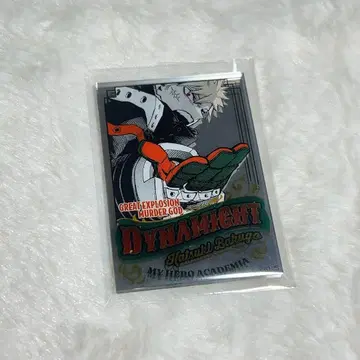 GREAT EXPLOSION
MURDER GOD
DYNAMIGHT
Katsuki Bakugo
MY HERO ACADEMIA